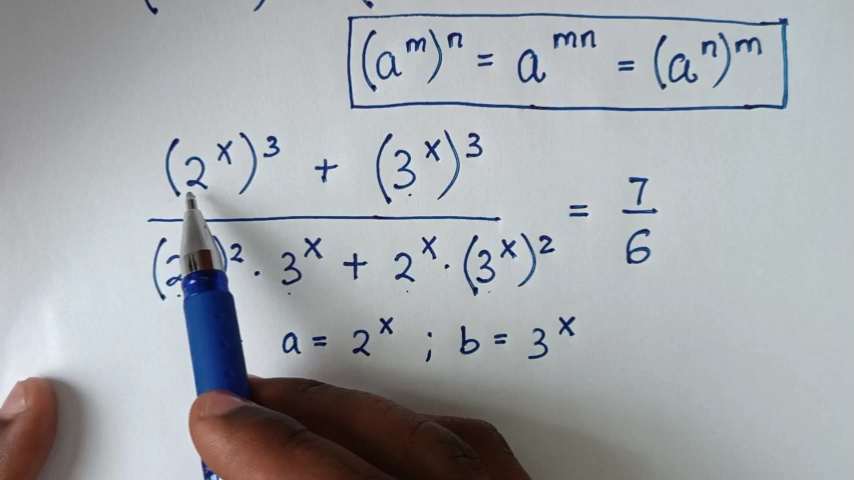 (a^m)^n = a^mn = (a^n)^m
(2^x)^3 + (3^x)^3
= 7/6
)^2 · 3^x + 2^x · (3^x)^2
a = 2^x ; b = 3^x